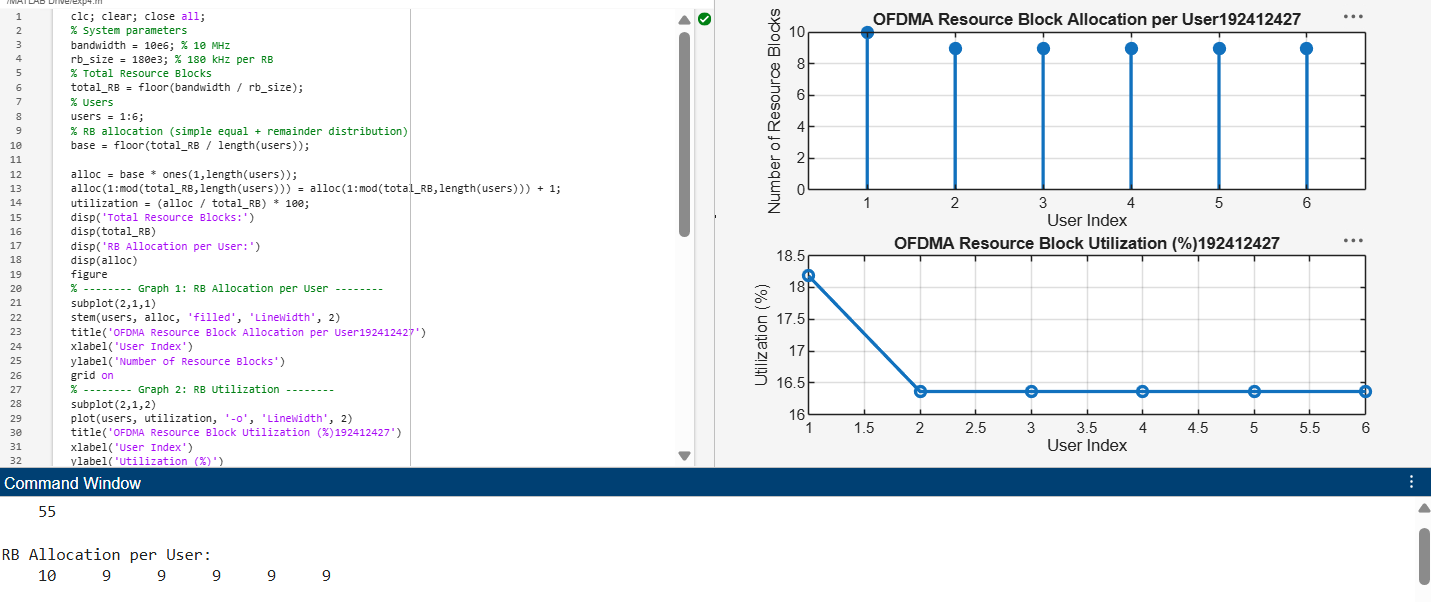 /MATLAB Drive/exp4.m
1 clc; clear; close all;
2 % System parameters
3 bandwidth = 10e6; % 10 MHz
4 rb_size = 180e3; % 180 kHz per RB
5 % Total Resource Blocks
6 total_RB = floor(bandwidth / rb_size);
7 % Users
8 users = 1:6;
9 % RB allocation (simple equal + remainder distribution)
10 base = floor(total_RB / length(users));
11
12 alloc = base * ones(1,length(users));
13 alloc(1:mod(total_RB,length(users))) = alloc(1:mod(total_RB,length(users))) + 1;
14 utilization = (alloc / total_RB) * 100;
15 disp('Total Resource Blocks:')
16 disp(total_RB)
17 disp('RB Allocation per User:')
18 disp(alloc)
19 figure
20 % -------- Graph 1: RB Allocation per User --------
21 subplot(2,1,1)
22 stem(users, alloc, 'filled', 'LineWidth', 2)
23 title('OFDMA Resource Block Allocation per User192412427')
24 xlabel('User Index')
25 ylabel('Number of Resource Blocks')
26 grid on
27 % -------- Graph 2: RB Utilization --------
28 subplot(2,1,2)
29 plot(users, utilization, '-o', 'LineWidth', 2)
30 title('OFDMA Resource Block Utilization (%)192412427')
31 xlabel('User Index')
32 ylabel('Utilization (%)')
OFDMA Resource Block Allocation per User192412427
Number of Resource Blocks
10
8
6
4
2
0
1 2 3 4 5 6
User Index
OFDMA Resource Block Utilization (%)192412427
Utilization (%)
18.5
18
17.5
17
16.5
16
1 1.5 2 2.5 3 3.5 4 4.5 5 5.5 6
User Index
Command Window
55
RB Allocation per User:
10 9 9 9 9 9